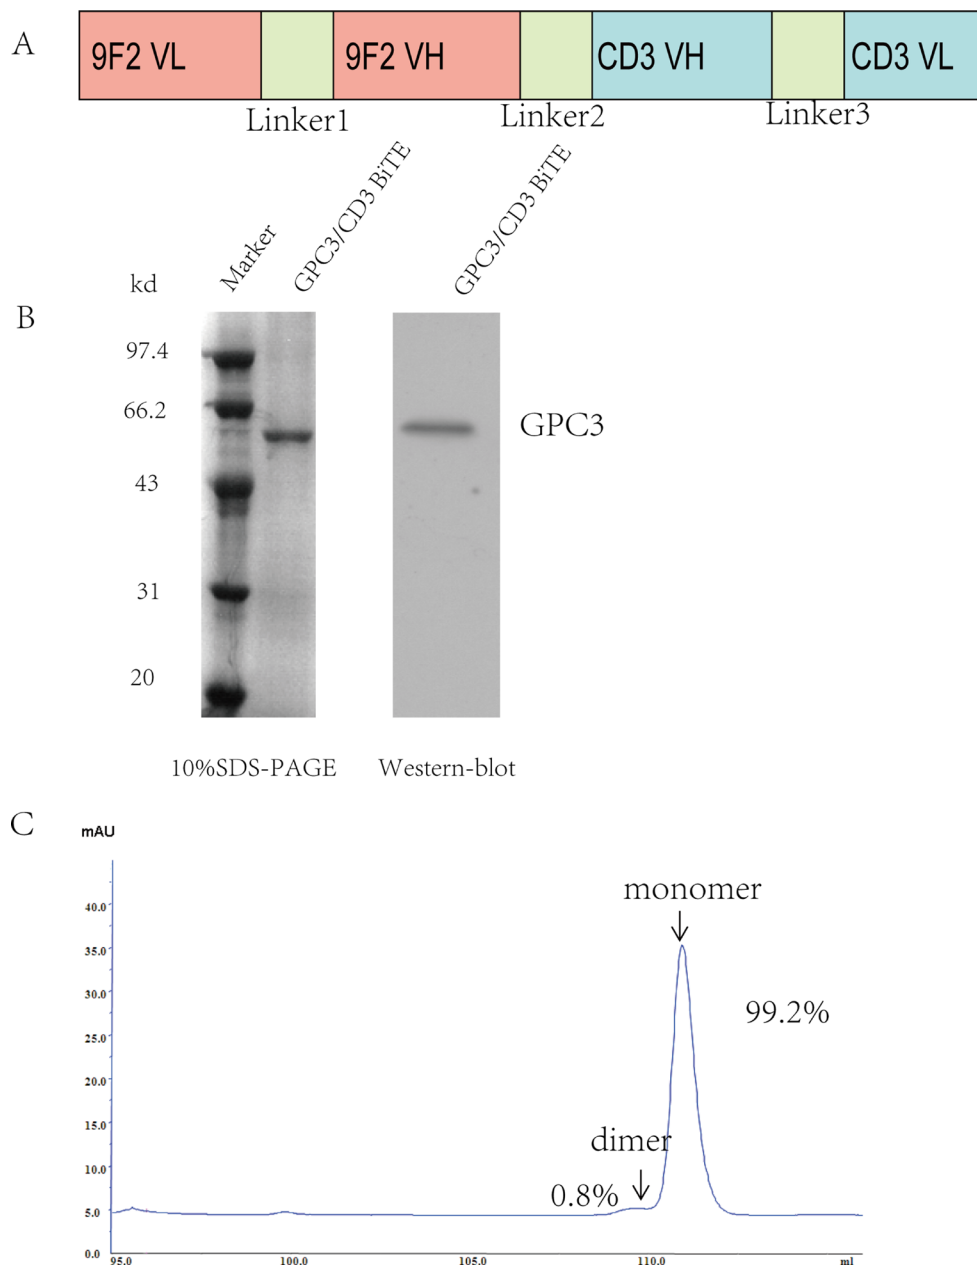 A
9F2 VL
9F2 VH
CD3 VH
CD3 VL
Linker1
Linker2
Linker3
B
kd
Marker
GPC3/CD3 BiTE
GPC3/CD3 BiTE
97.4
66.2
43
31
20
GPC3
10%SDS-PAGE
Western-blot
C
mAU
40.0
35.0
30.0
25.0
20.0
15.0
10.0
5.0
0.0
monomer
99.2%
dimer
0.8%
95.0
100.0
105.0
110.0
ml